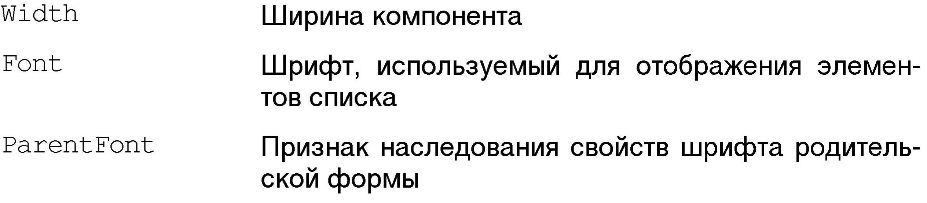 Width Ширина компонента
Font Шрифт, используемый для отображения элемен-
тов списка
ParentFont Признак наследования свойств шрифта родитель-
ской формы